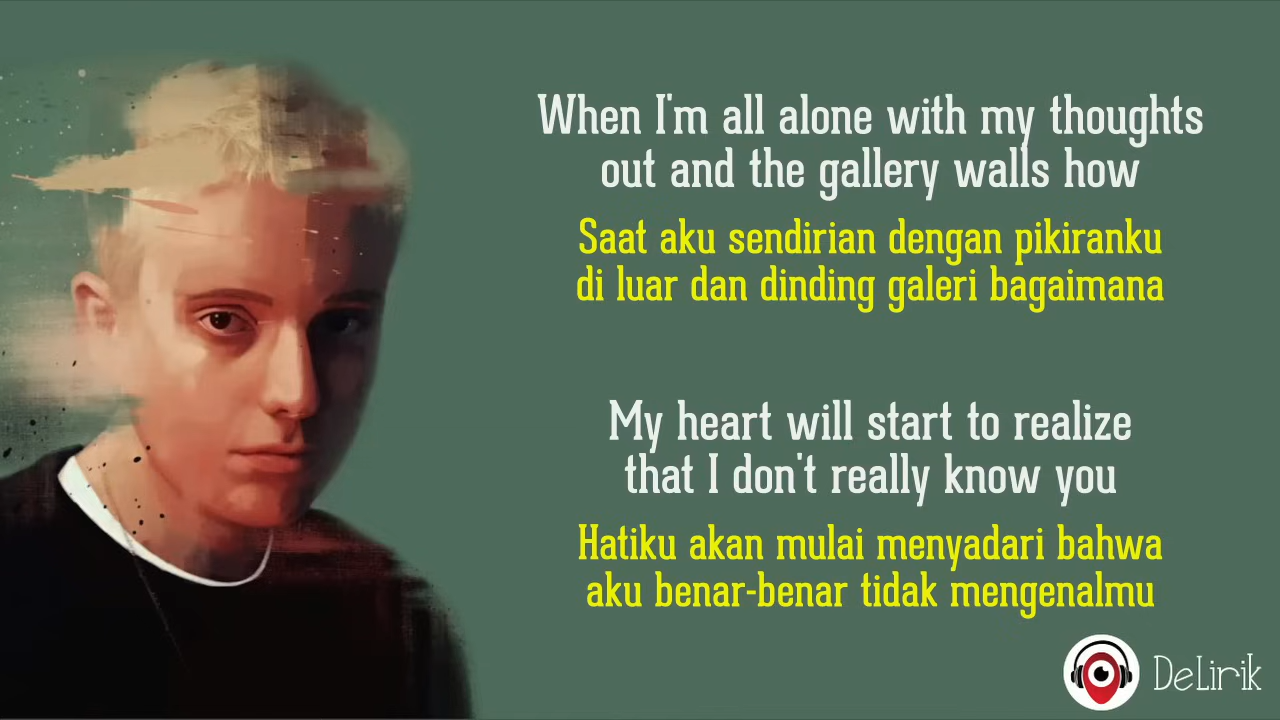 When I'm all alone with my thoughts
out and the gallery walls how
Saat aku sendirian dengan pikiranku
di luar dan dinding galeri bagaimana
My heart will start to realize
that I don't really know you
Hatiku akan mulai menyadari bahwa
aku benar-benar tidak mengenalmu
DeLirik